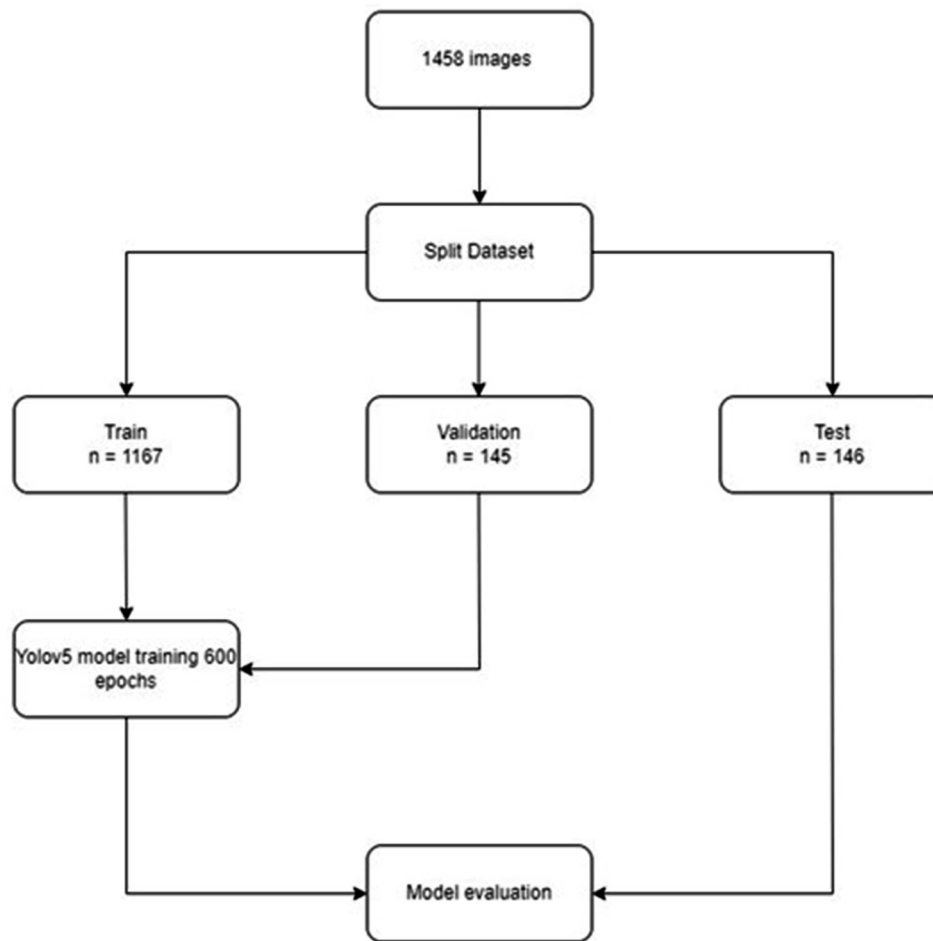 1458 images
Split Dataset
Train
n = 1167
Validation
n = 145
Test
n = 146
Yolov5 model training 600
epochs
Model evaluation